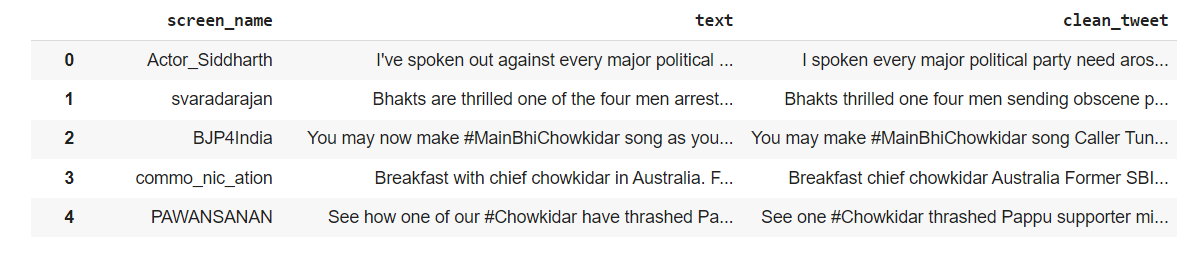 screen_name text clean_tweet
0 Actor_Siddharth I've spoken out against every major political ... I spoken every major political party need aros...
1 svaradarajan Bhakts are thrilled one of the four men arrest... Bhakts thrilled one four men sending obscene p...
2 BJP4India You may now make #MainBhiChowkidar song as you... You may make #MainBhiChowkidar song Caller Tun...
3 commo_nic_ation Breakfast with chief chowkidar in Australia. F... Breakfast chief chowkidar Australia Former SBI...
4 PAWANSANAN See how one of our #Chowkidar have thrashed Pa... See one #Chowkidar thrashed Pappu supporter mi...